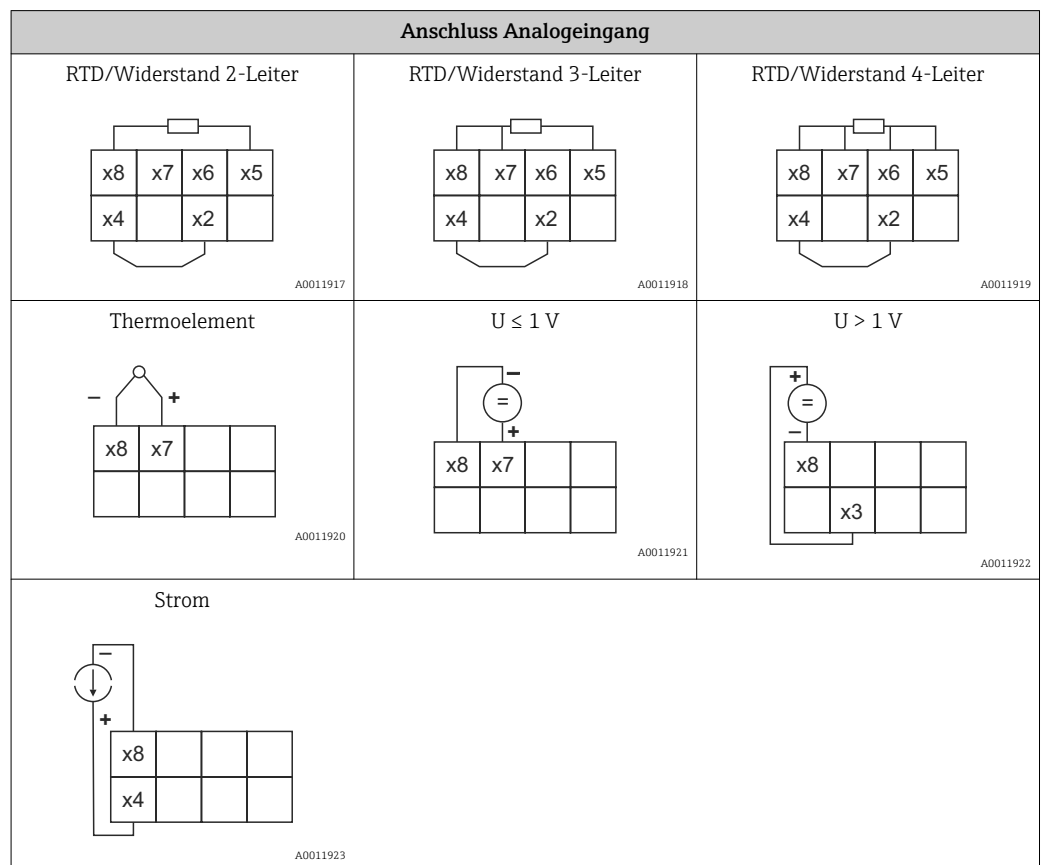 Anschluss Analogeingang
RTD/Widerstand 2-Leiter
x8 x7 x6 x5
x4 x2
A0011917
RTD/Widerstand 3-Leiter
x8 x7 x6 x5
x4 x2
A0011918
RTD/Widerstand 4-Leiter
x8 x7 x6 x5
x4 x2
A0011919
Thermoelement
– +
x8 x7
A0011920
U ≤ 1 V
–
=
+
x8 x7
A0011921
U > 1 V
+
=
–
x8
x3
A0011922
Strom
–
+
x8
x4
A0011923